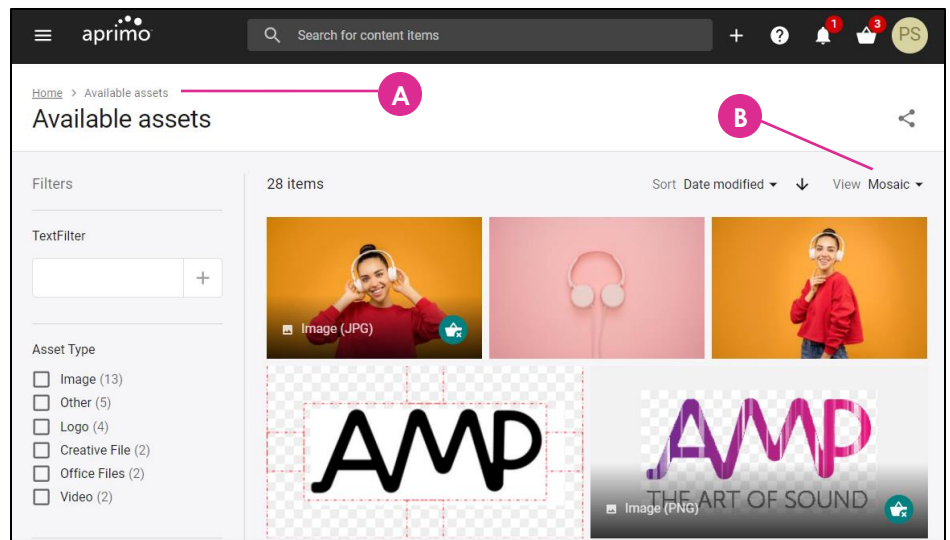 aprimo
Search for content items
1
3
PS
Home > Available assets
A
Available assets
B
Filters
28 items
Sort Date modified
View Mosaic
TextFilter
+
Image (JPG)
Asset Type
Image (13)
Other (5)
Logo (4)
Creative File (2)
Office Files (2)
Video (2)
AMP
AMP
THE ART OF SOUND
Image (PNG)